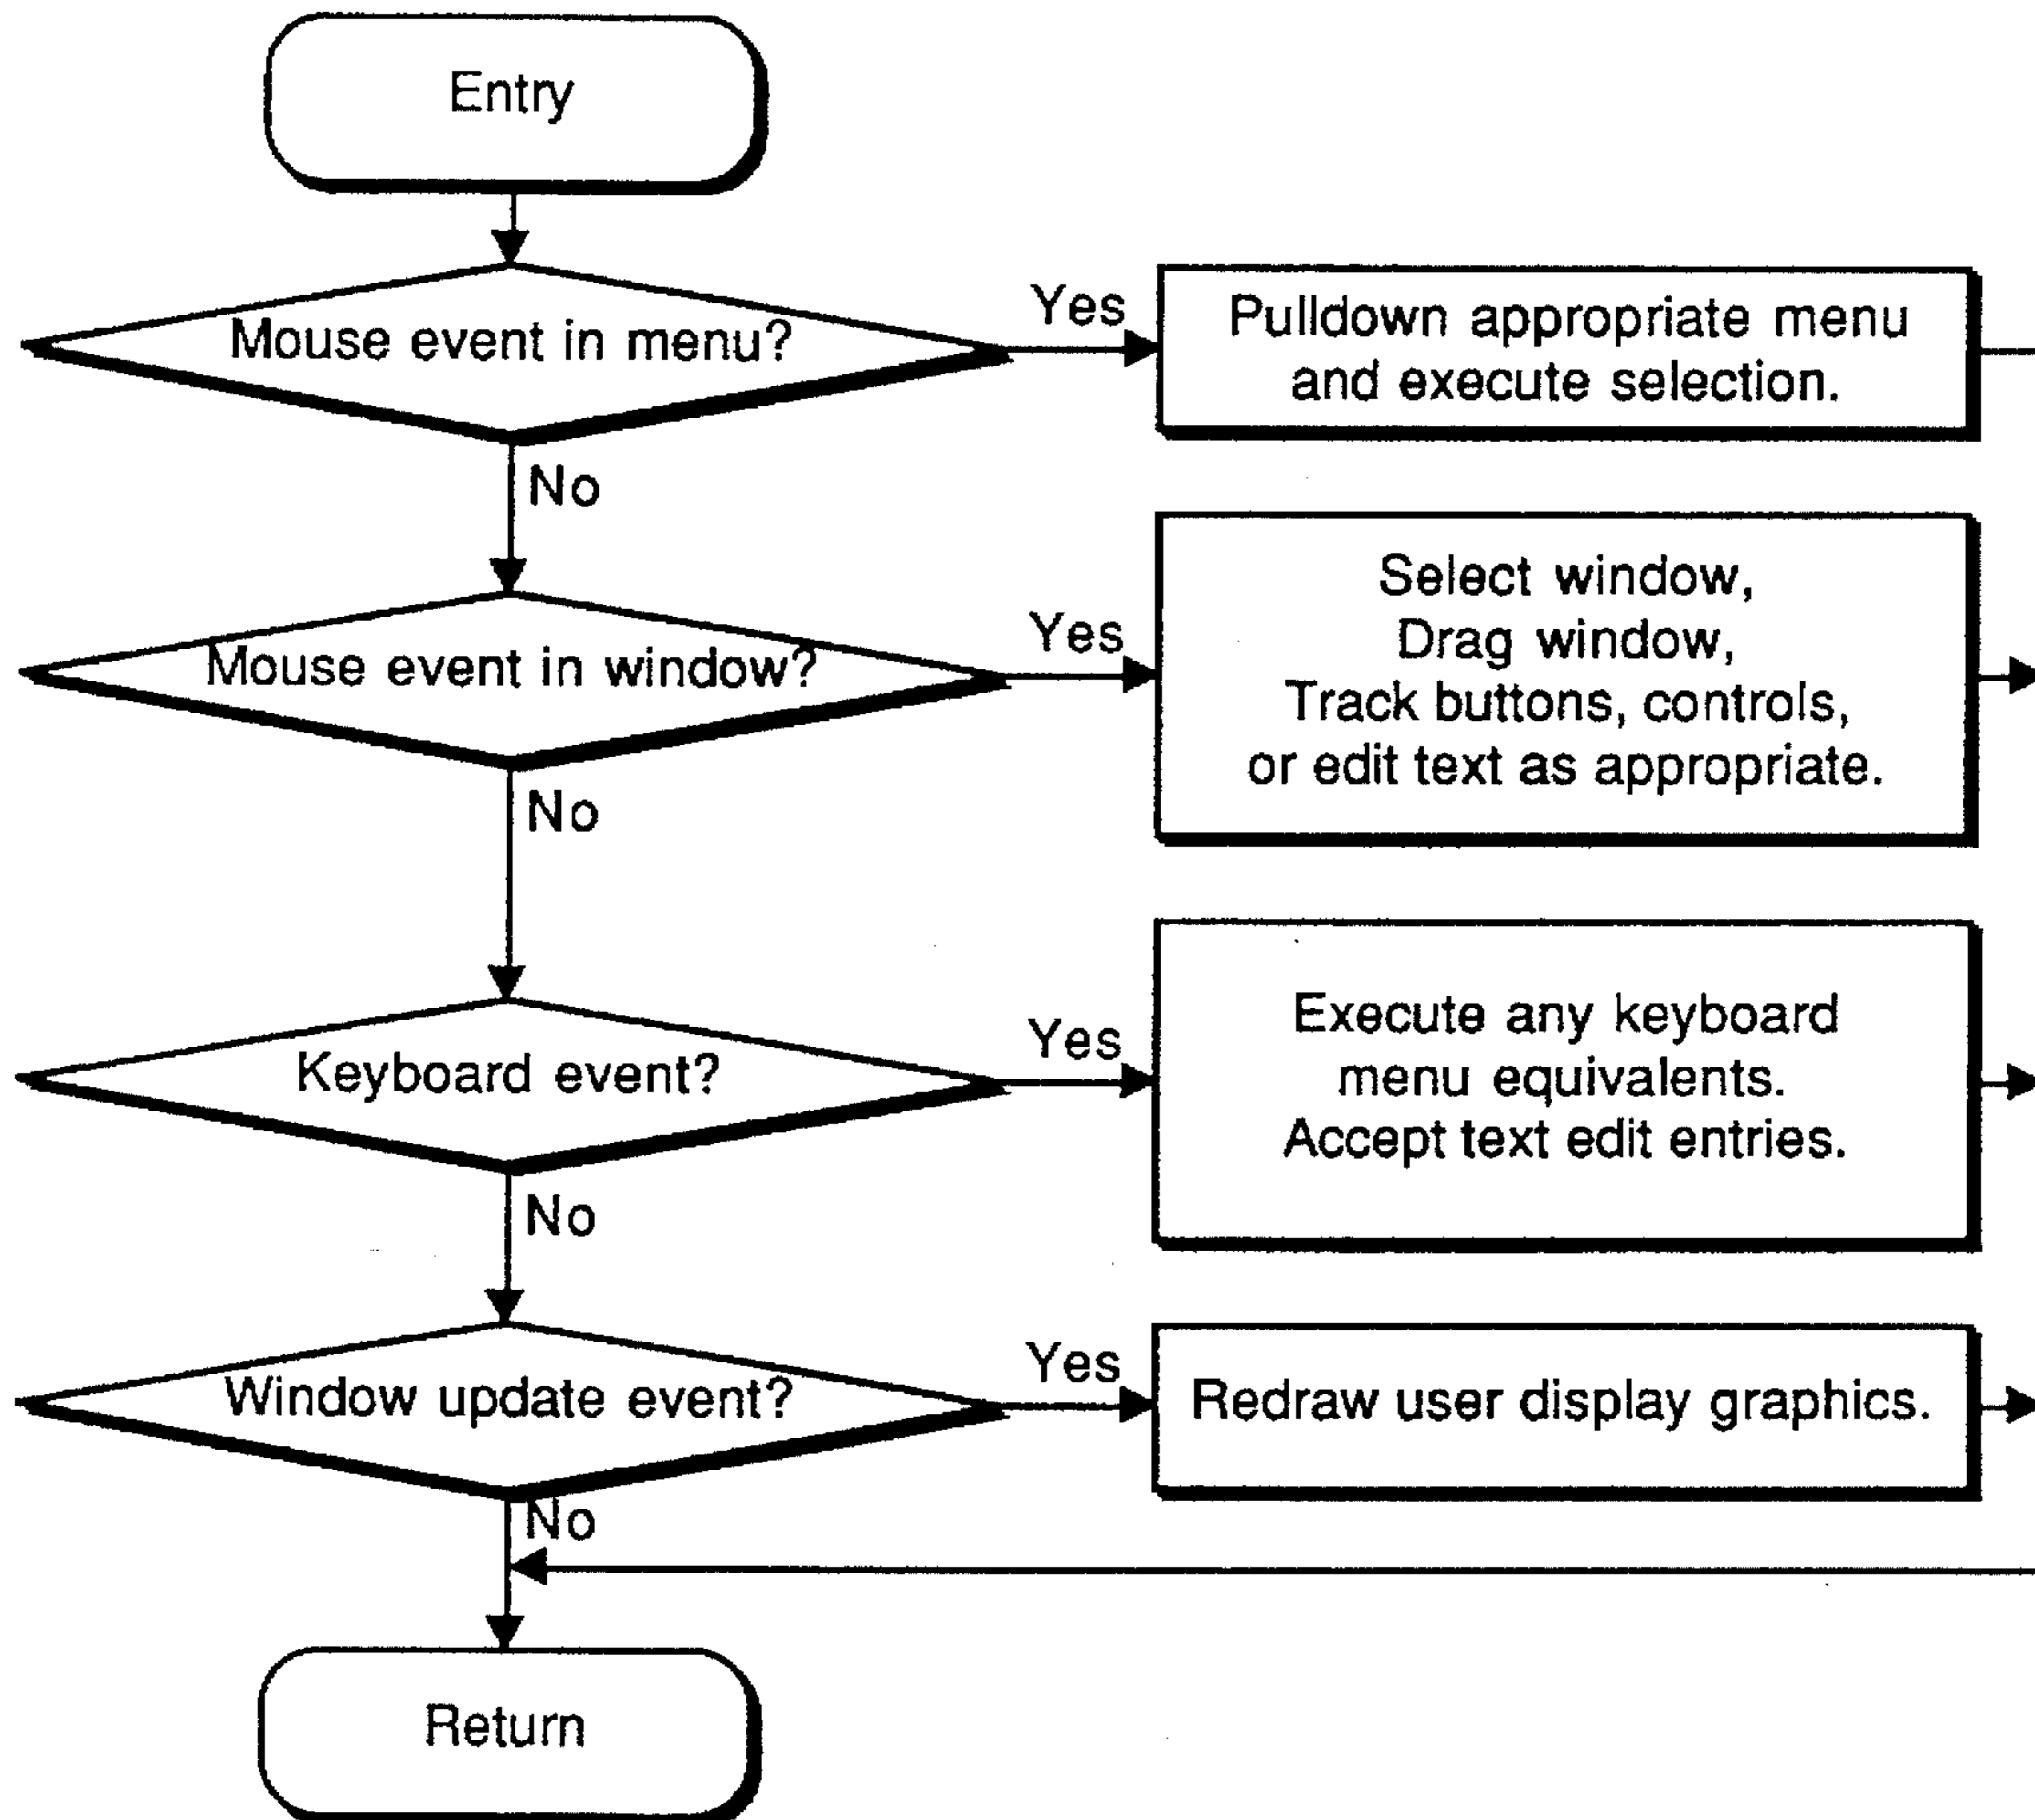 Entry
Mouse event in menu?
Yes
Pulldown appropriate menu
and execute selection.
No
Mouse event in window?
Yes
Select window,
Drag window,
Track buttons, controls,
or edit text as appropriate.
No
Keyboard event?
Yes
Execute any keyboard
menu equivalents.
Accept text edit entries.
No
Window update event?
Yes
Redraw user display graphics.
No
Return